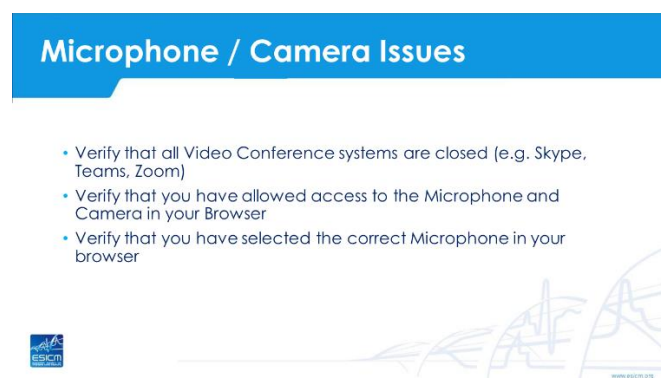 Microphone / Camera Issues
• Verify that all Video Conference systems are closed (e.g. Skype,
Teams, Zoom)
• Verify that you have allowed access to the Microphone and
Camera in your Browser
• Verify that you have selected the correct Microphone in your
browser
ESICM
www.esicm.org